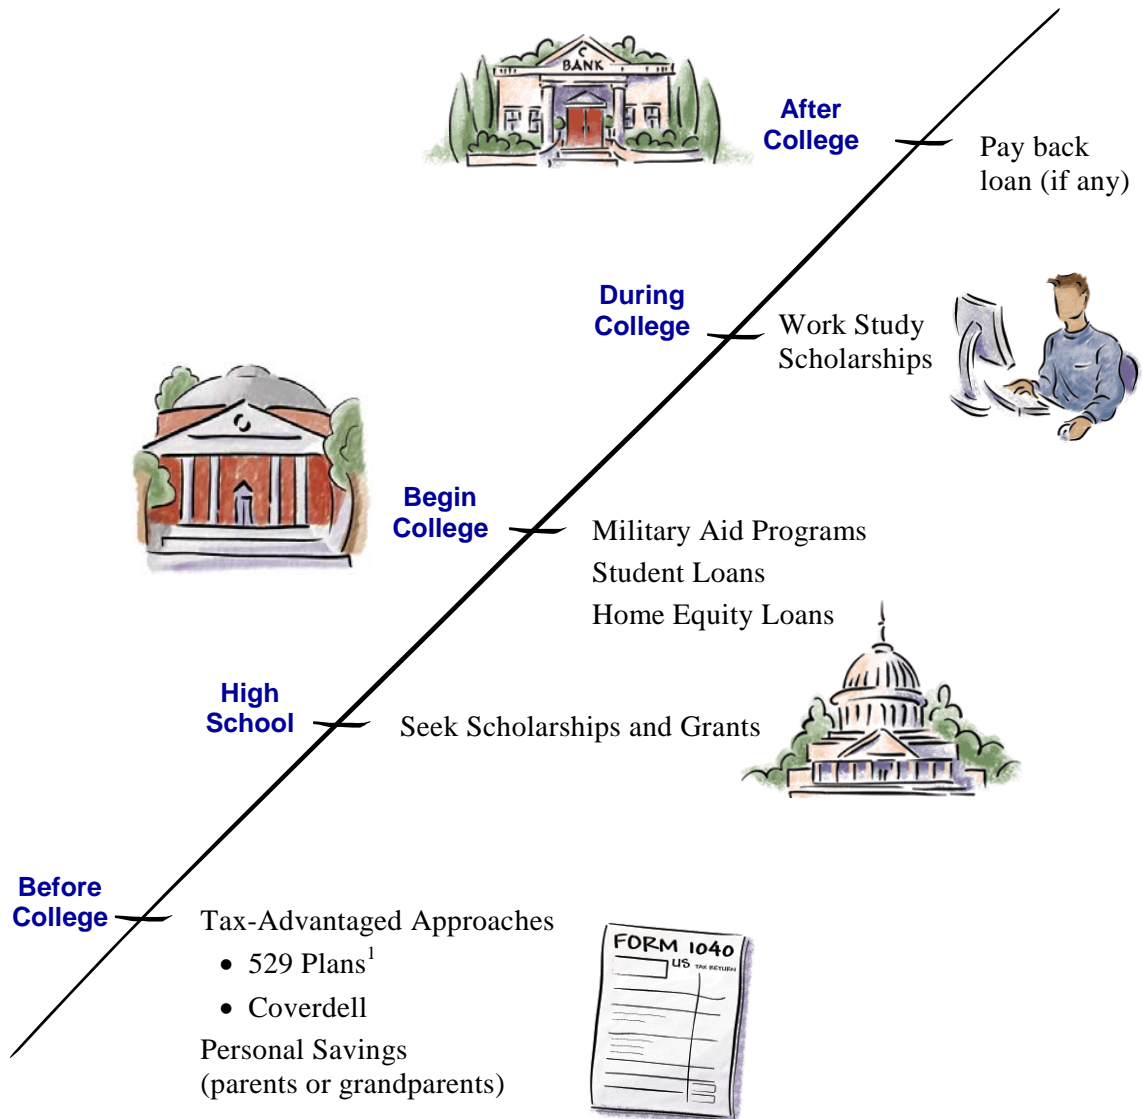 C
BANK
After
College
Pay back
loan (if any)
During
College
Work Study
Scholarships
Begin
College
Military Aid Programs
Student Loans
Home Equity Loans
High
School
Seek Scholarships and Grants
Before
College
Tax-Advantaged Approaches
• 529 Plans¹
• Coverdell
Personal Savings
(parents or grandparents)
FORM 1040
US TAX RETURN